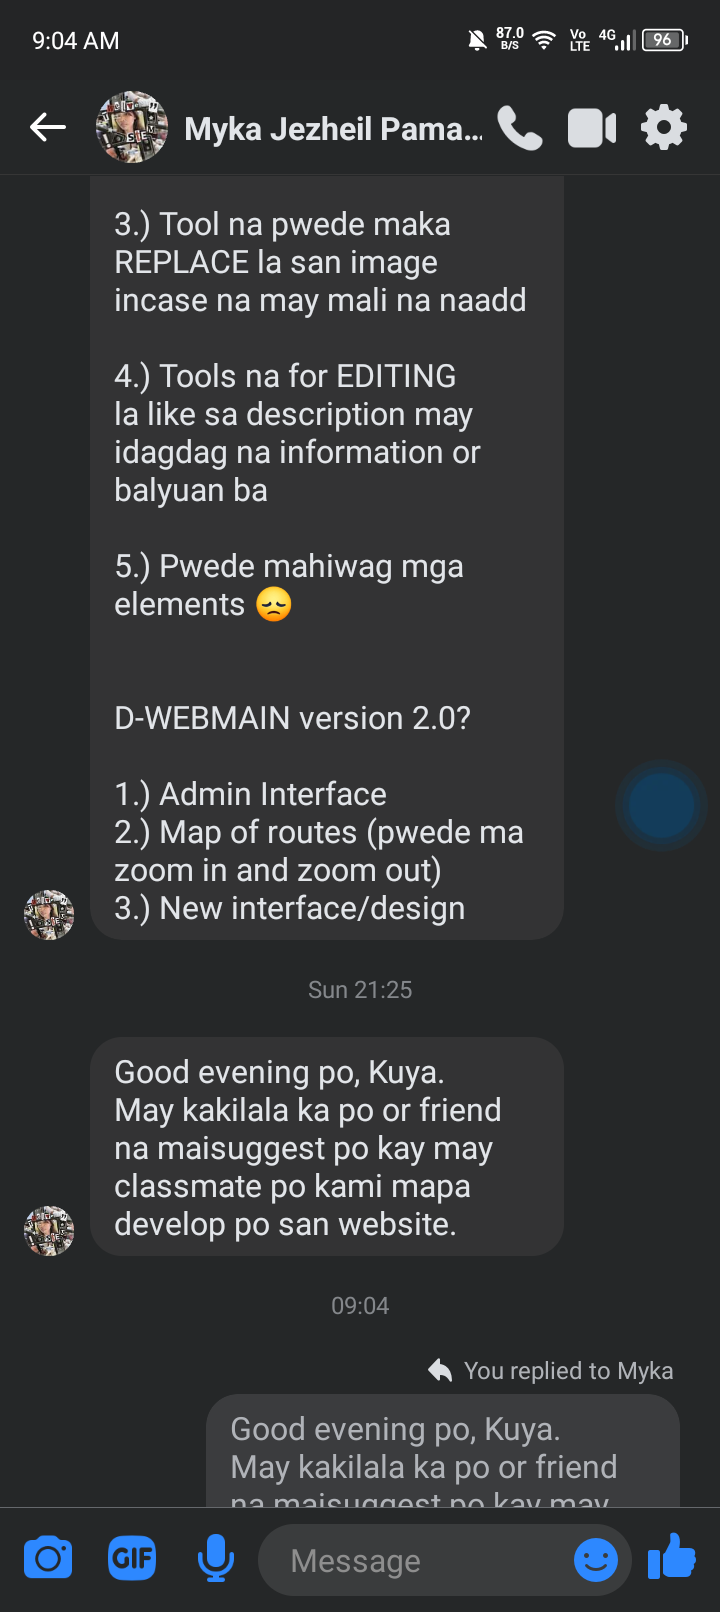 9:04 AM
87.0
B/S
Vo
LTE
4G
96
Myka Jezheil Pama...
3.) Tool na pwede maka
REPLACE la san image
incase na may mali na naadd
4.) Tools na for EDITING
la like sa description may
idagdag na information or
balyuan ba
5.) Pwede mahiwag mga
elements 😞
D-WEBMAIN version 2.0?
1.) Admin Interface
2.) Map of routes (pwede ma
zoom in and zoom out)
3.) New interface/design
Sun 21:25
Good evening po, Kuya.
May kakilala ka po or friend
na maisuggest po kay may
classmate po kami mapa
develop po san website.
09:04
You replied to Myka
Good evening po, Kuya.
May kakilala ka po or friend
na maisuggest po kay may
GIF
Message